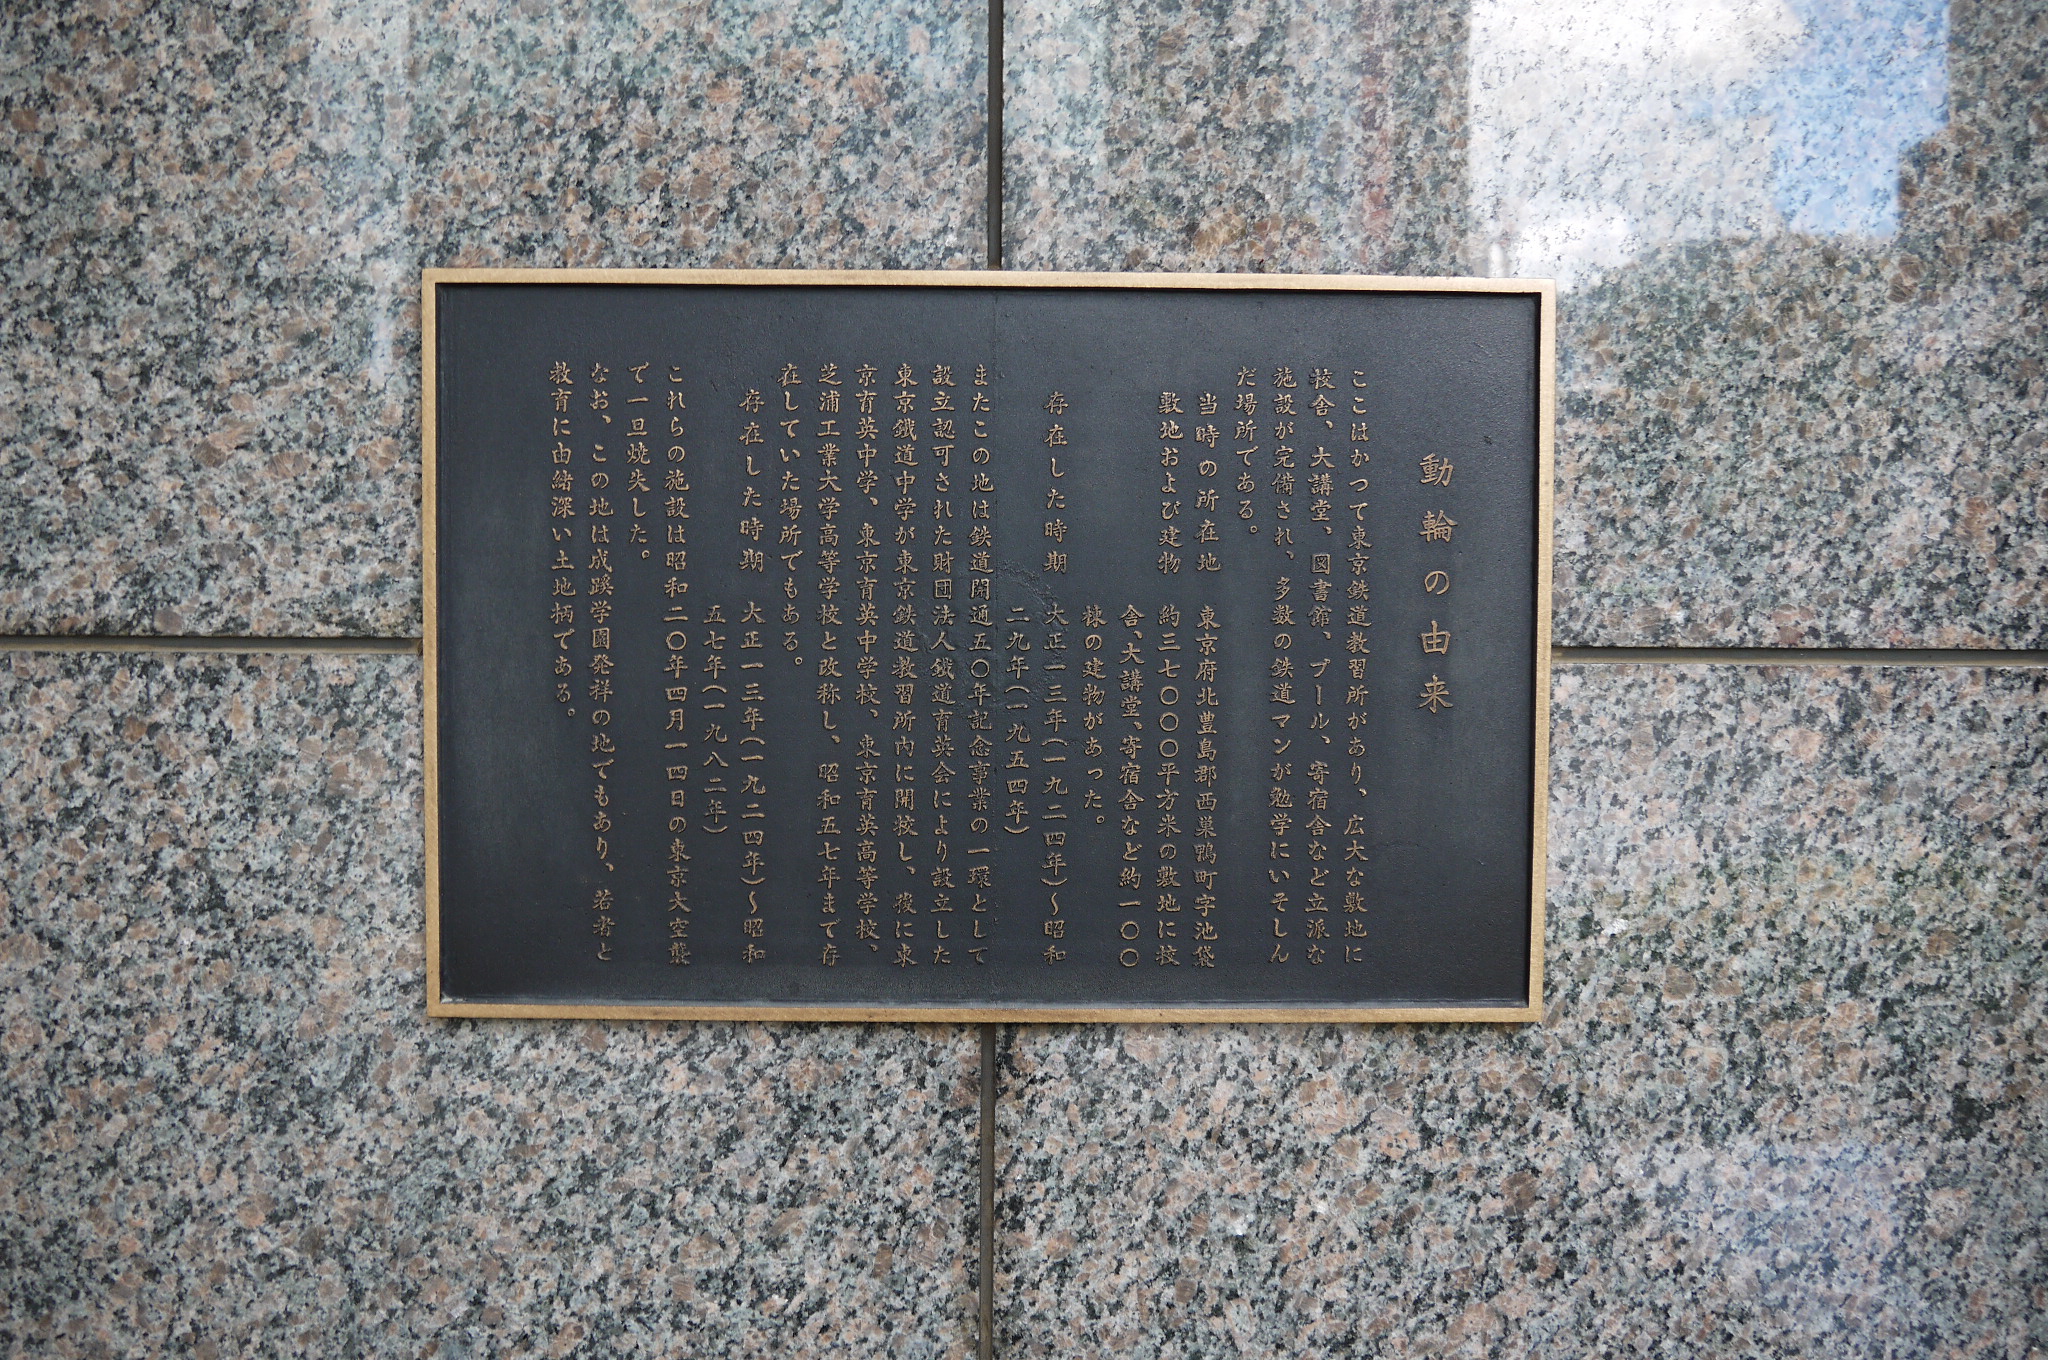 動輪の由来
ここはかつて東京鉄道教習所があり、広大な敷地に
校舎、大講堂、図書館、プール、寄宿舎など立派な
施設が完備され、多数の鉄道マンが勉学にいそしん
だ場所である。
当時の所在地　東京府北豊島郡西巣鴨町字池袋
敷地および建物　約三七〇〇〇平方米の敷地に校
舎、大講堂、寄宿舎など約一〇〇
棟の建物があった。
存在した時期　大正一三年(一九二四年)〜昭和
二九年(一九五四年)
またこの地は鉄道開通五〇年記念事業の一環として
設立認可された財団法人鐵道育英会により設立した
東京鐵道中学が東京鉄道教習所内に開校し、後に東
京育英中学、東京育英中学校、東京育英高等学校、
芝浦工業大学高等学校と改称し、昭和五七年まで存
在していた場所でもある。
存在した時期　大正一三年(一九二四年)〜昭和
五七年(一九八二年)
これらの施設は昭和二〇年四月一四日の東京大空襲
で一旦焼失した。
なお、この地は成蹊学園発祥の地でもあり、若者と
教育に由緒深い土地柄である。